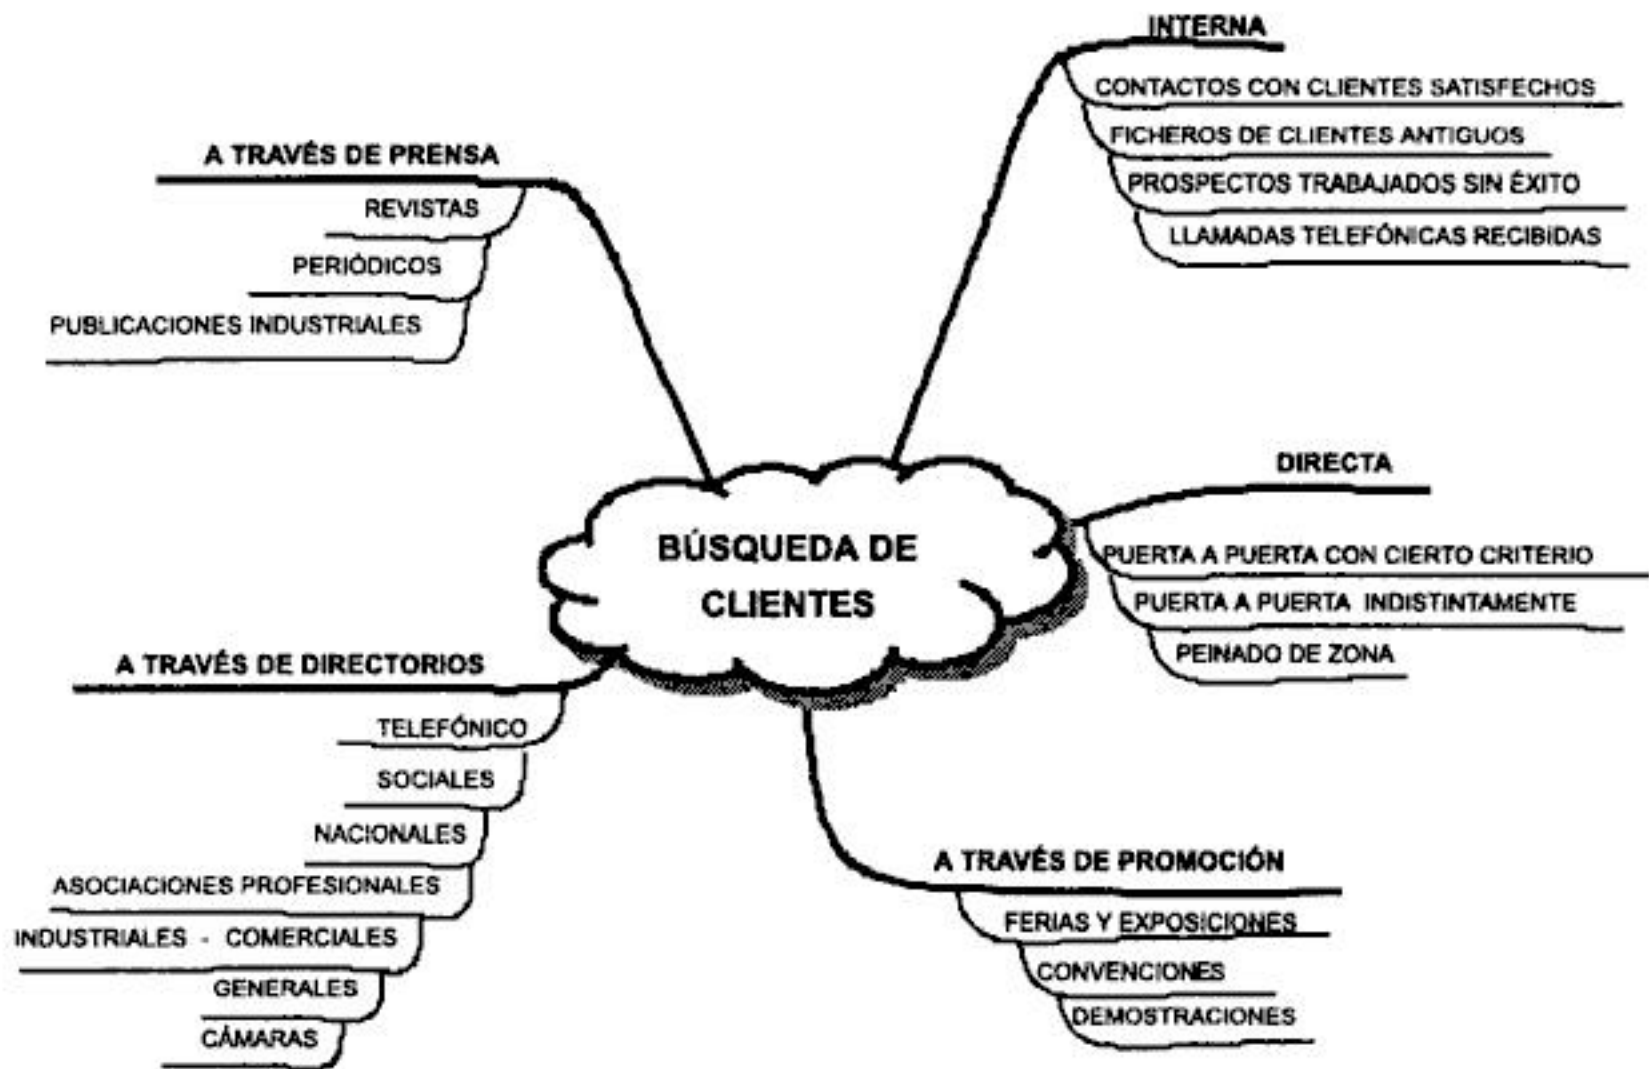 INTERNA
CONTACTOS CON CLIENTES SATISFECHOS
FICHEROS DE CLIENTES ANTIGUOS
PROSPECTOS TRABAJADOS SIN ÉXITO
LLAMADAS TELEFÓNICAS RECIBIDAS
A TRAVÉS DE PRENSA
REVISTAS
PERIÓDICOS
PUBLICACIONES INDUSTRIALES
DIRECTA
PUERTA A PUERTA CON CIERTO CRITERIO
PUERTA A PUERTA INDISTINTAMENTE
PEINADO DE ZONA
BÚSQUEDA DE
CLIENTES
A TRAVÉS DE DIRECTORIOS
TELEFÓNICO
SOCIALES
NACIONALES
ASOCIACIONES PROFESIONALES
INDUSTRIALES - COMERCIALES
GENERALES
CÁMARAS
A TRAVÉS DE PROMOCIÓN
FERIAS Y EXPOSICIONES
CONVENCIONES
DEMOSTRACIONES